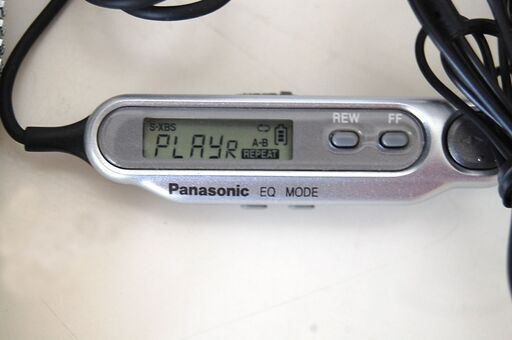 S-XBS
PLAYR A-B REPEAT
REW FF
Panasonic EQ MODE